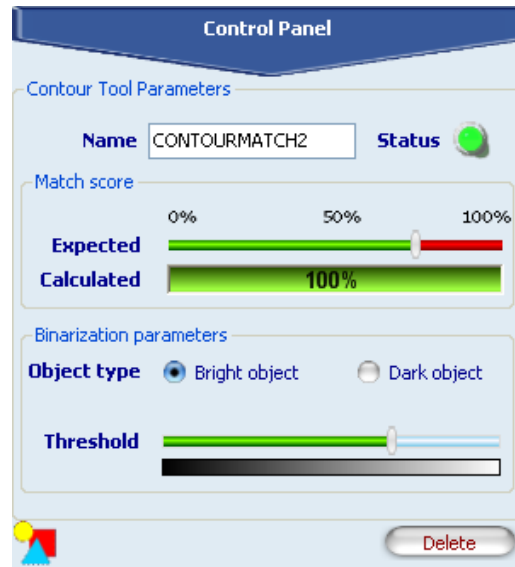 Control Panel
Contour Tool Parameters
Name CONTOURMATCH2 Status
Match score
0% 50% 100%
Expected
Calculated 100%
Binarization parameters
Object type Bright object Dark object
Threshold
Delete